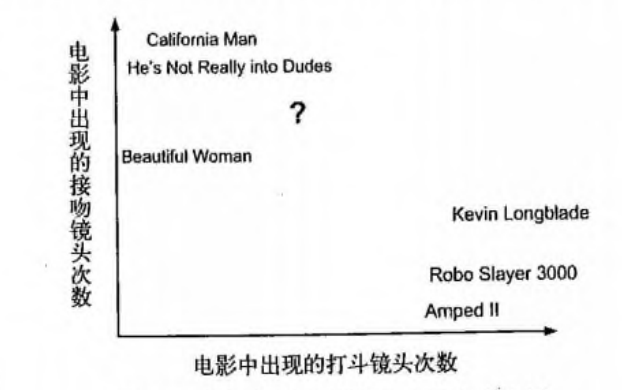 California Man
He's Not Really into Dudes
?
Beautiful Woman
Kevin Longblade
Robo Slayer 3000
Amped II
电影中出现的接吻镜头次数
电影中出现的打斗镜头次数